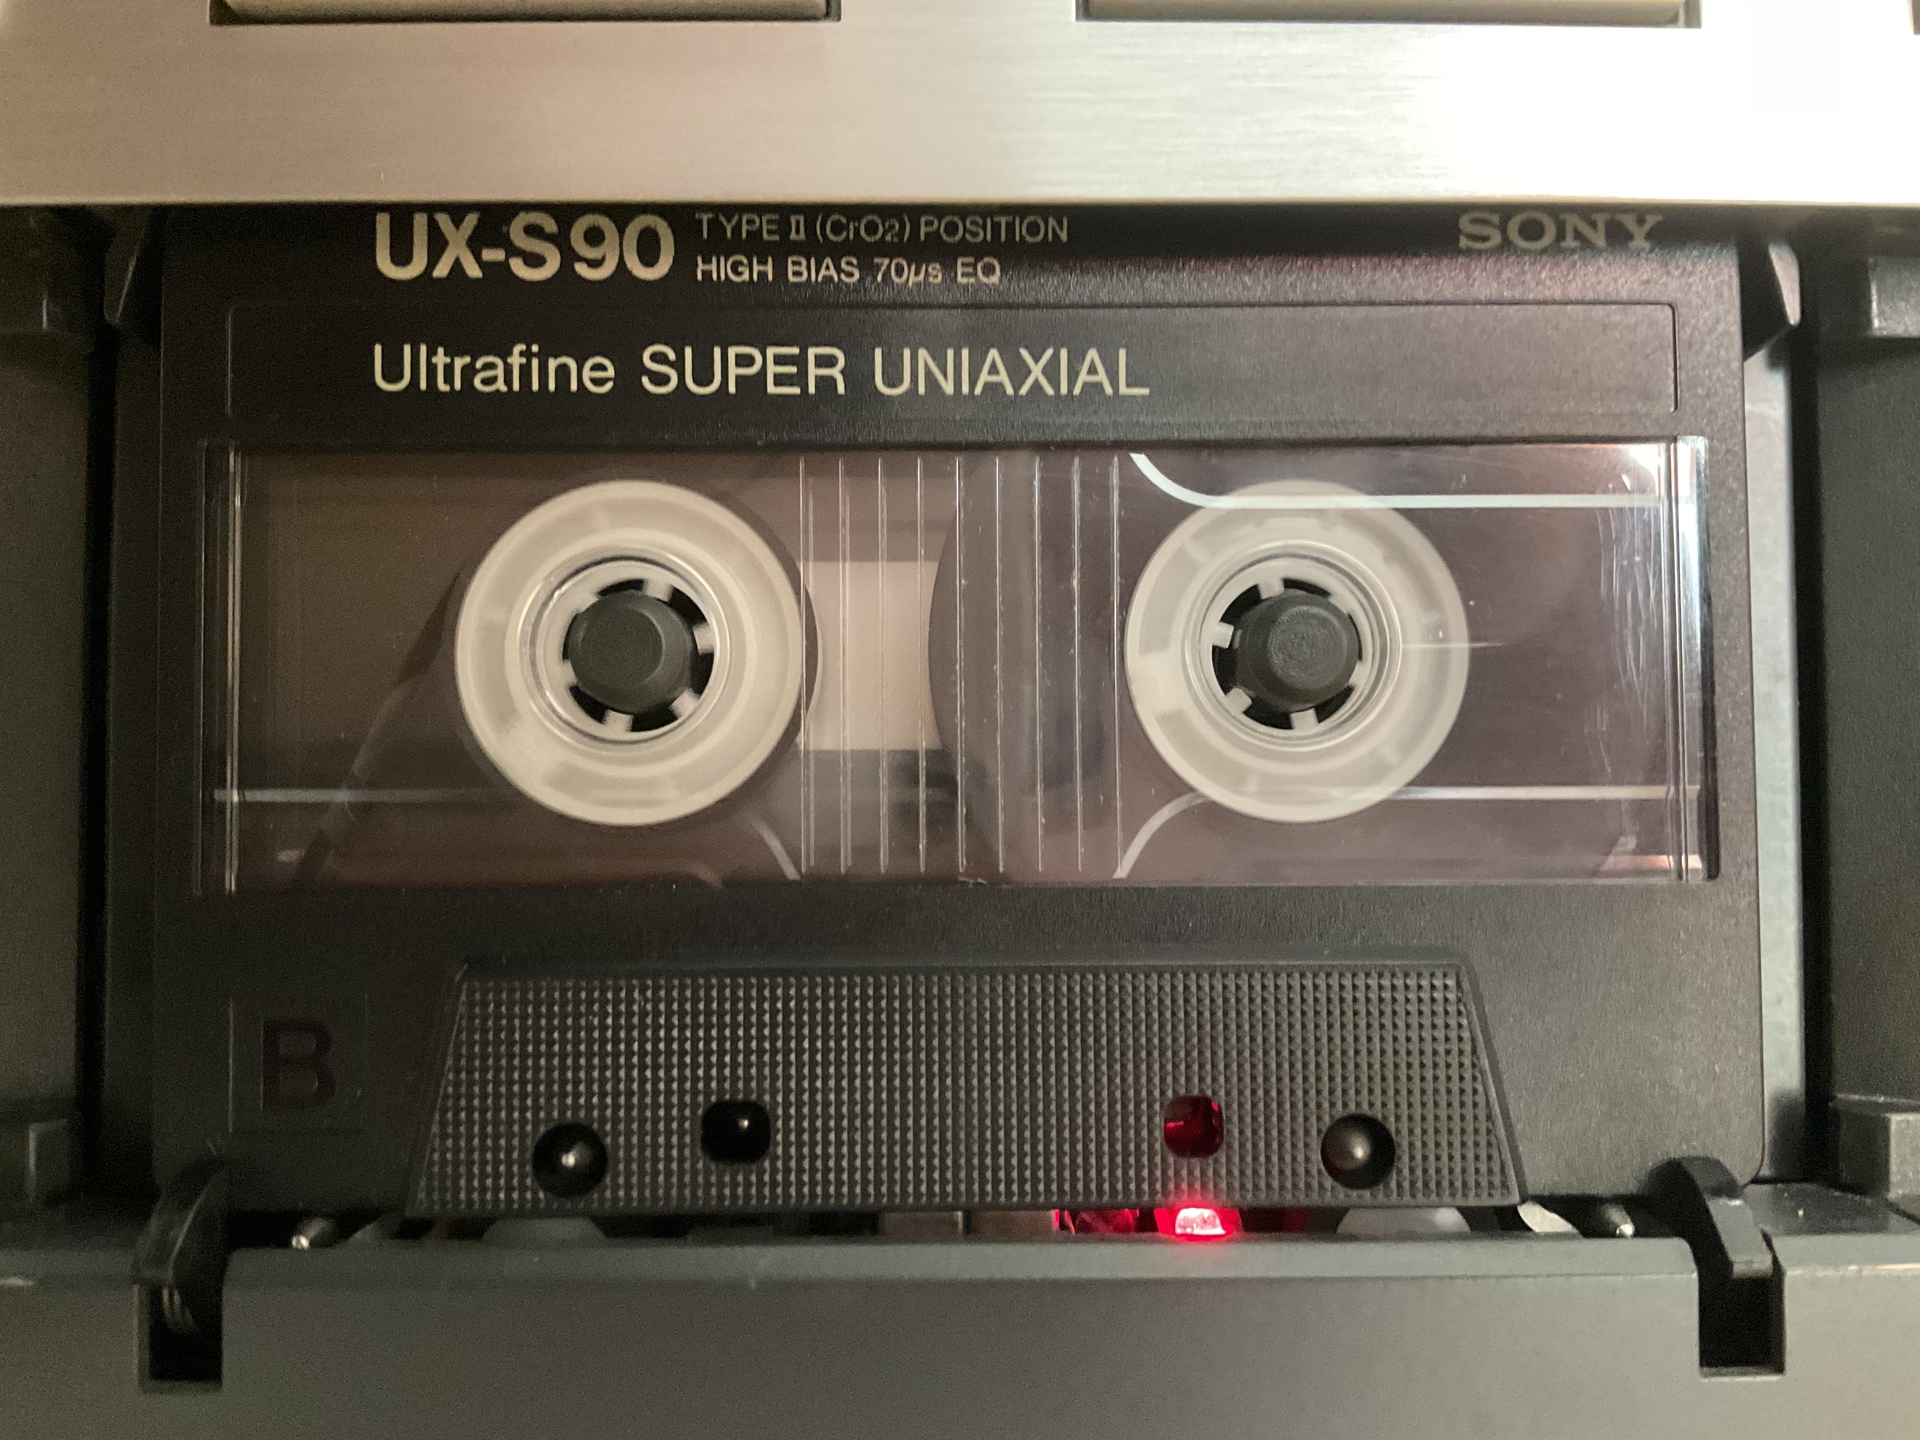 UX-S90 TYPE Ⅱ (CrO2) POSITION SONY
HIGH BIAS 70μs EQ
Ultrafine SUPER UNIAXIAL
B